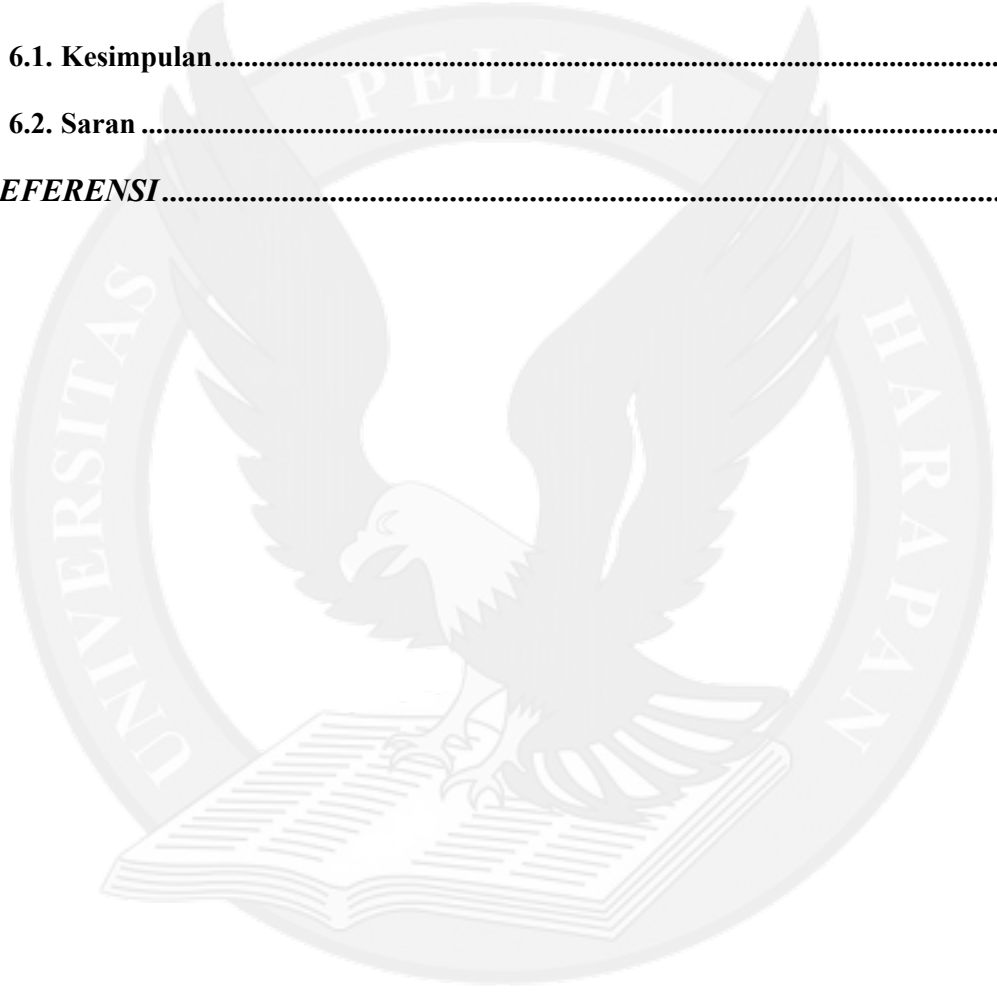 6.1. Kesimpulan....................................................................................................
6.2. Saran ....................................................................................................
EFERENSI ....................................................................................................
UNIVERSITAS PELITA HARAPAN